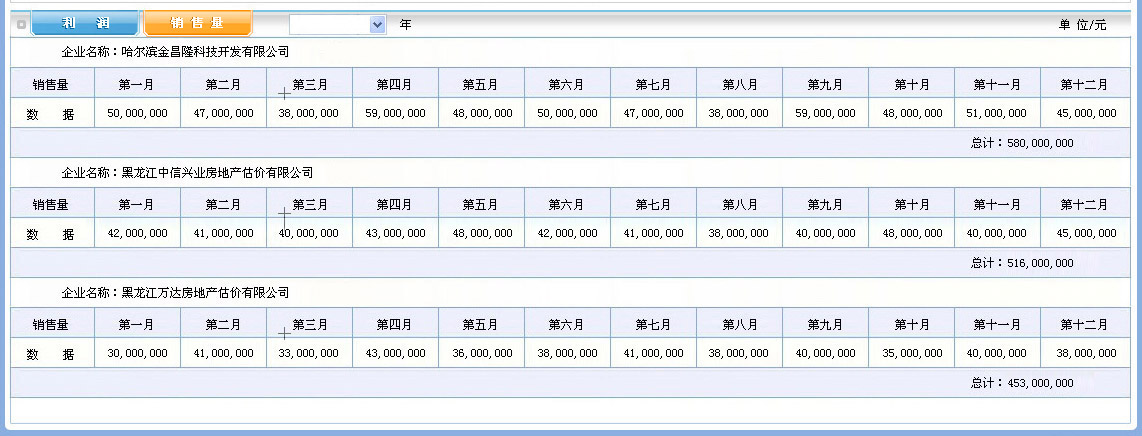 利 润 销 售 量 年 单 位/元
企业名称：哈尔滨金昌隆科技开发有限公司
销售量 第一月 第二月 第三月 第四月 第五月 第六月 第七月 第八月 第九月 第十月 第十一月 第十二月
数 据 50,000,000 47,000,000 38,000,000 59,000,000 48,000,000 50,000,000 47,000,000 38,000,000 59,000,000 48,000,000 51,000,000 45,000,000
总计：580,000,000
企业名称：黑龙江中信兴业房地产估价有限公司
销售量 第一月 第二月 第三月 第四月 第五月 第六月 第七月 第八月 第九月 第十月 第十一月 第十二月
数 据 42,000,000 41,000,000 40,000,000 43,000,000 48,000,000 42,000,000 41,000,000 38,000,000 40,000,000 48,000,000 40,000,000 45,000,000
总计：516,000,000
企业名称：黑龙江万达房地产估价有限公司
销售量 第一月 第二月 第三月 第四月 第五月 第六月 第七月 第八月 第九月 第十月 第十一月 第十二月
数 据 30,000,000 41,000,000 33,000,000 43,000,000 36,000,000 38,000,000 41,000,000 38,000,000 40,000,000 35,000,000 40,000,000 38,000,000
总计：453,000,000